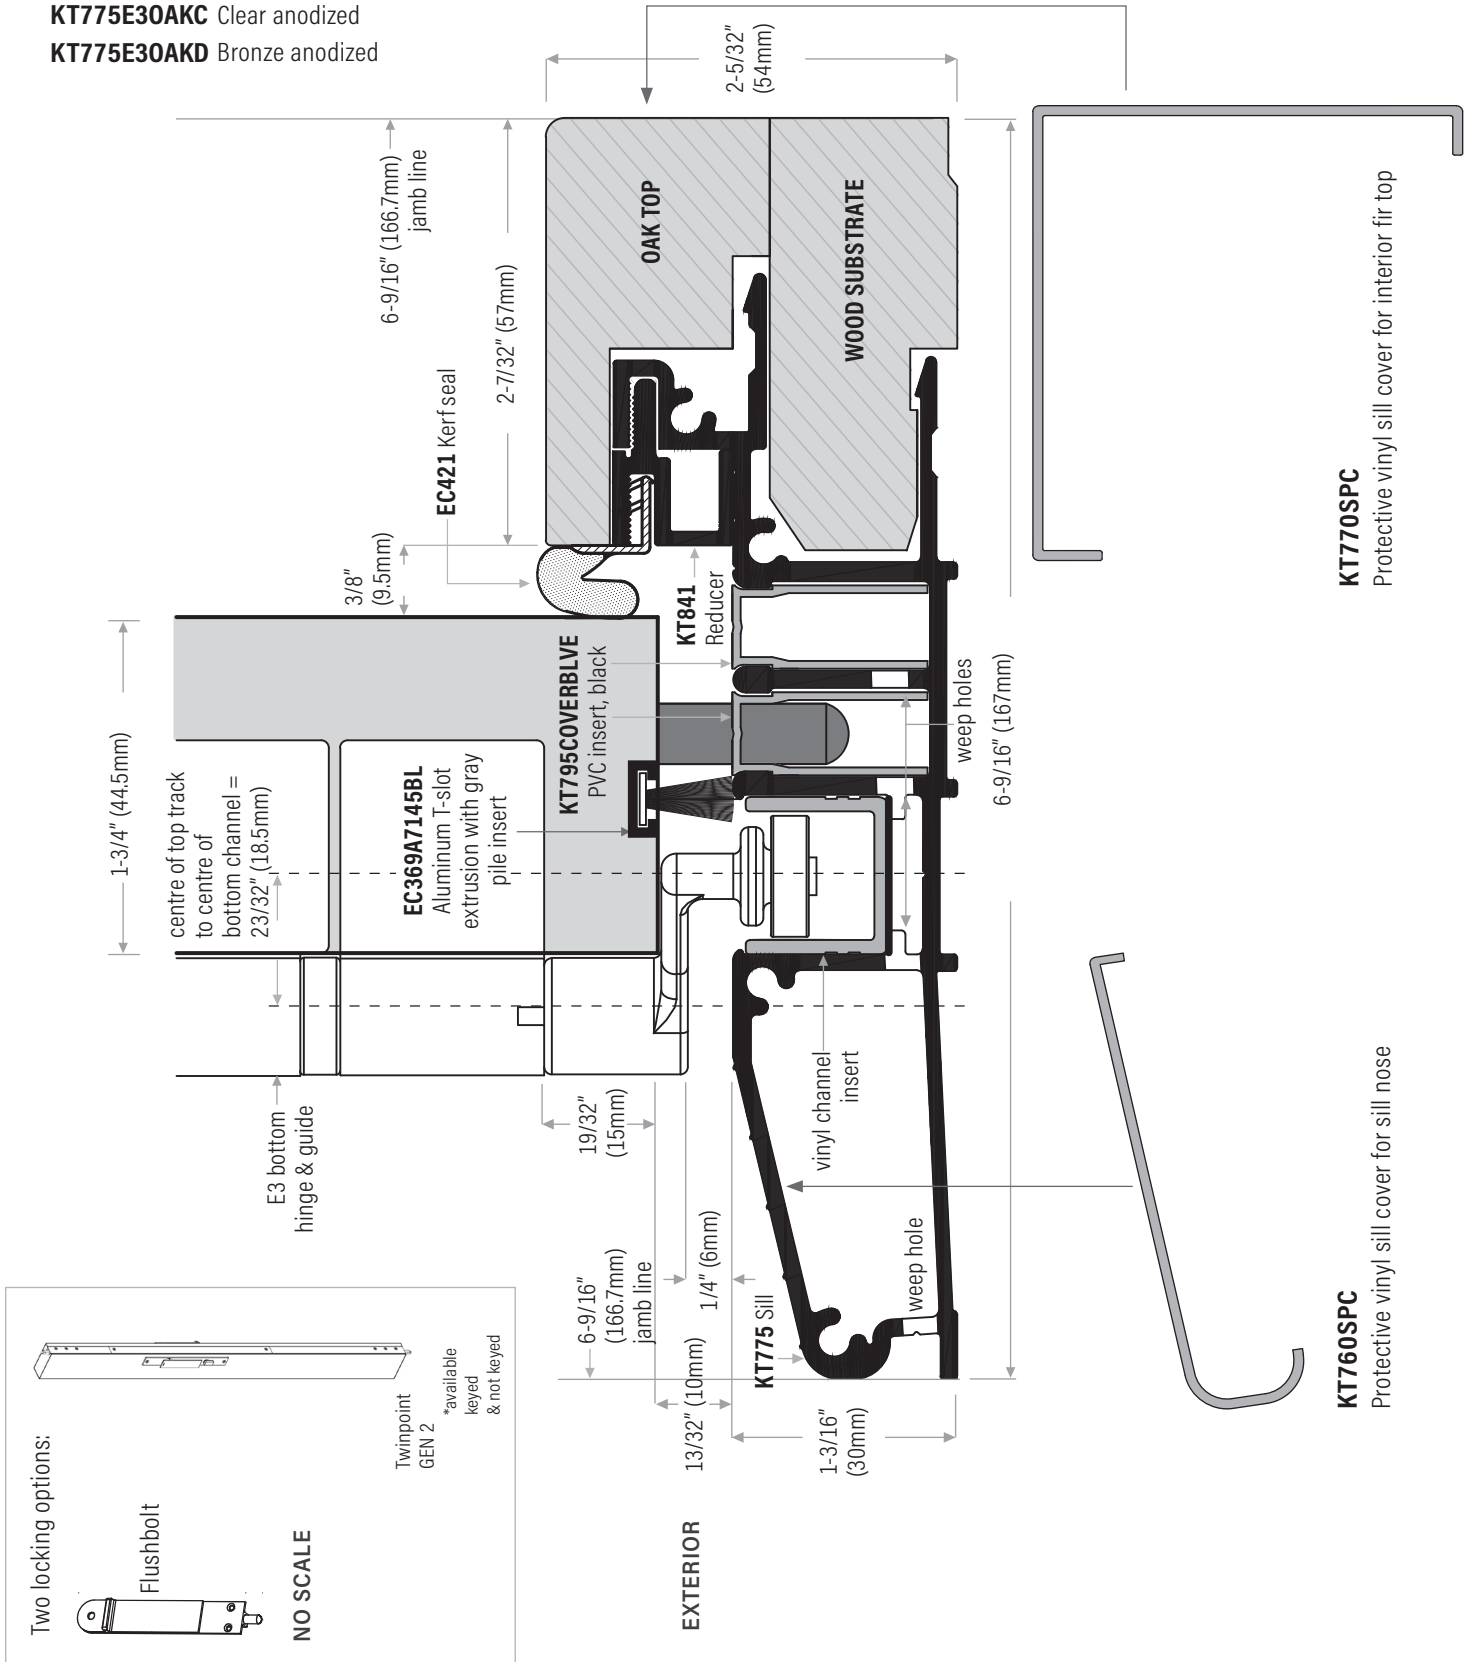 KT775E3OAKC Clear anodized
KT775E3OAKD Bronze anodized
2-5/32"
(54mm)
6-9/16" (166.7mm)
jamb line
2-7/32" (57mm)
OAK TOP
WOOD SUBSTRATE
EC421 Kerf seal
3/8"
(9.5mm)
KT841
Reducer
KT770SPC
Protective vinyl sill cover for interior fir top
1-3/4" (44.5mm)
centre of top track
to centre of
bottom channel =
23/32" (18.5mm)
EC369A7145BL
Aluminum T-slot
extrusion with gray
pile insert
KT795COVERBLVE
PVC insert, black
weep holes
6-9/16" (167mm)
E3 bottom
hinge & guide
19/32"
(15mm)
vinyl channel
insert
6-9/16"
(166.7mm)
jamb line
1/4" (6mm)
13/32" (10mm)
KT775 Sill
weep hole
1-3/16"
(30mm)
KT760SPC
Protective vinyl sill cover for sill nose
Two locking options:
Flushbolt
Twinpoint
GEN 2
*available
keyed
& not keyed
NO SCALE
EXTERIOR